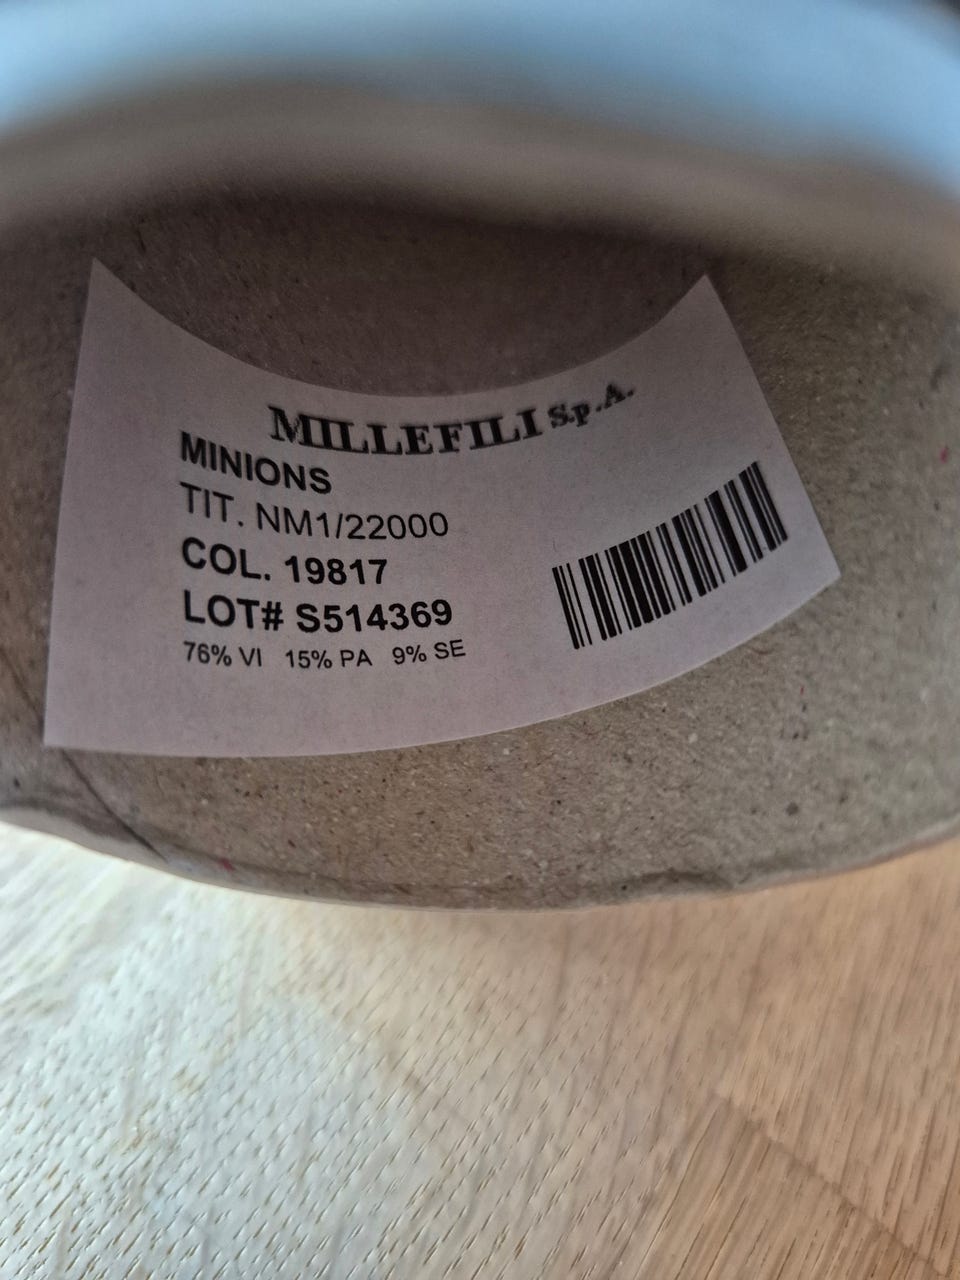 MILLEFILI S.p.A.
MINIONS
TIT. NM1/22000
COL. 19817
LOT# S514369
76% VI 15% PA 9% SE